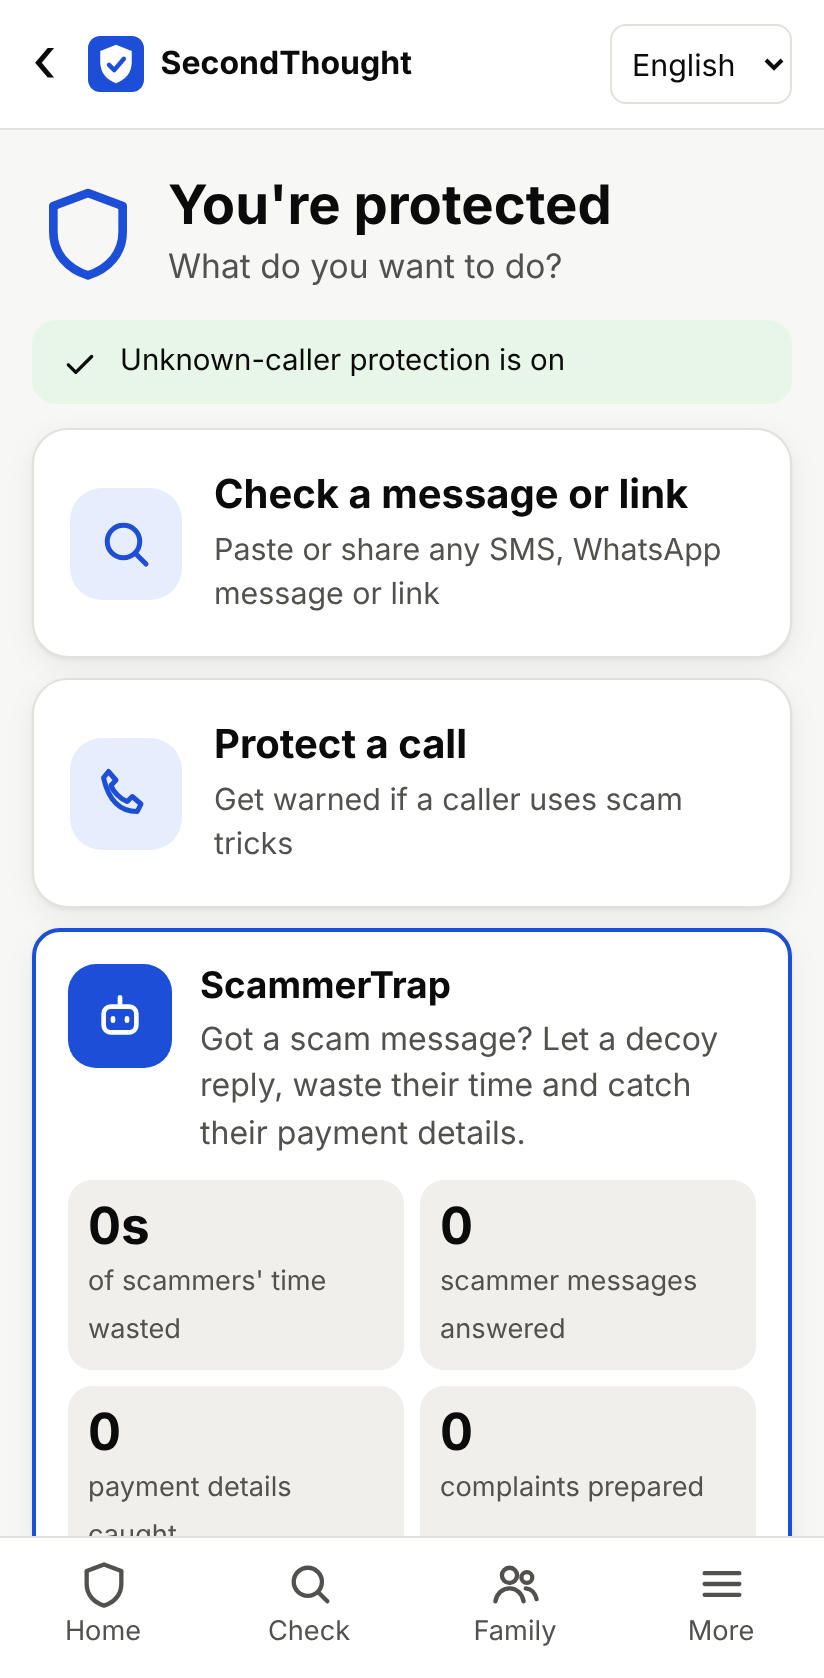 SecondThought
English
You're protected
What do you want to do?
Unknown-caller protection is on
Check a message or link
Paste or share any SMS, WhatsApp
message or link
Protect a call
Get warned if a caller uses scam
tricks
ScammerTrap
Got a scam message? Let a decoy
reply, waste their time and catch
their payment details.
0s
of scammers' time
wasted
0
scammer messages
answered
0
payment details
caught
0
complaints prepared
Home
Check
Family
More